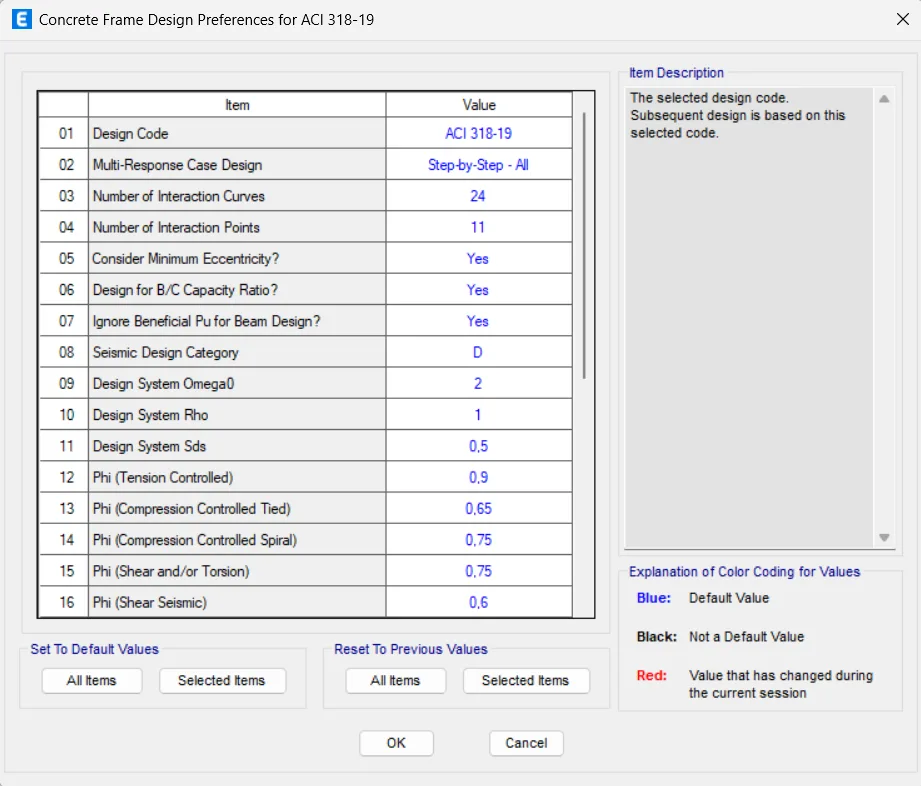 E Concrete Frame Design Preferences for ACI 318-19
Item Value
01 Design Code ACI 318-19
02 Multi-Response Case Design Step-by-Step - All
03 Number of Interaction Curves 24
04 Number of Interaction Points 11
05 Consider Minimum Eccentricity? Yes
06 Design for B/C Capacity Ratio? Yes
07 Ignore Beneficial Pu for Beam Design? Yes
08 Seismic Design Category D
09 Design System Omega0 2
10 Design System Rho 1
11 Design System Sds 0,5
12 Phi (Tension Controlled) 0,9
13 Phi (Compression Controlled Tied) 0,65
14 Phi (Compression Controlled Spiral) 0,75
15 Phi (Shear and/or Torsion) 0,75
16 Phi (Shear Seismic) 0,6
Set To Default Values
All Items Selected Items
Reset To Previous Values
All Items Selected Items
Item Description
The selected design code.
Subsequent design is based on this
selected code.
Explanation of Color Coding for Values
Blue: Default Value
Black: Not a Default Value
Red: Value that has changed during
the current session
OK Cancel